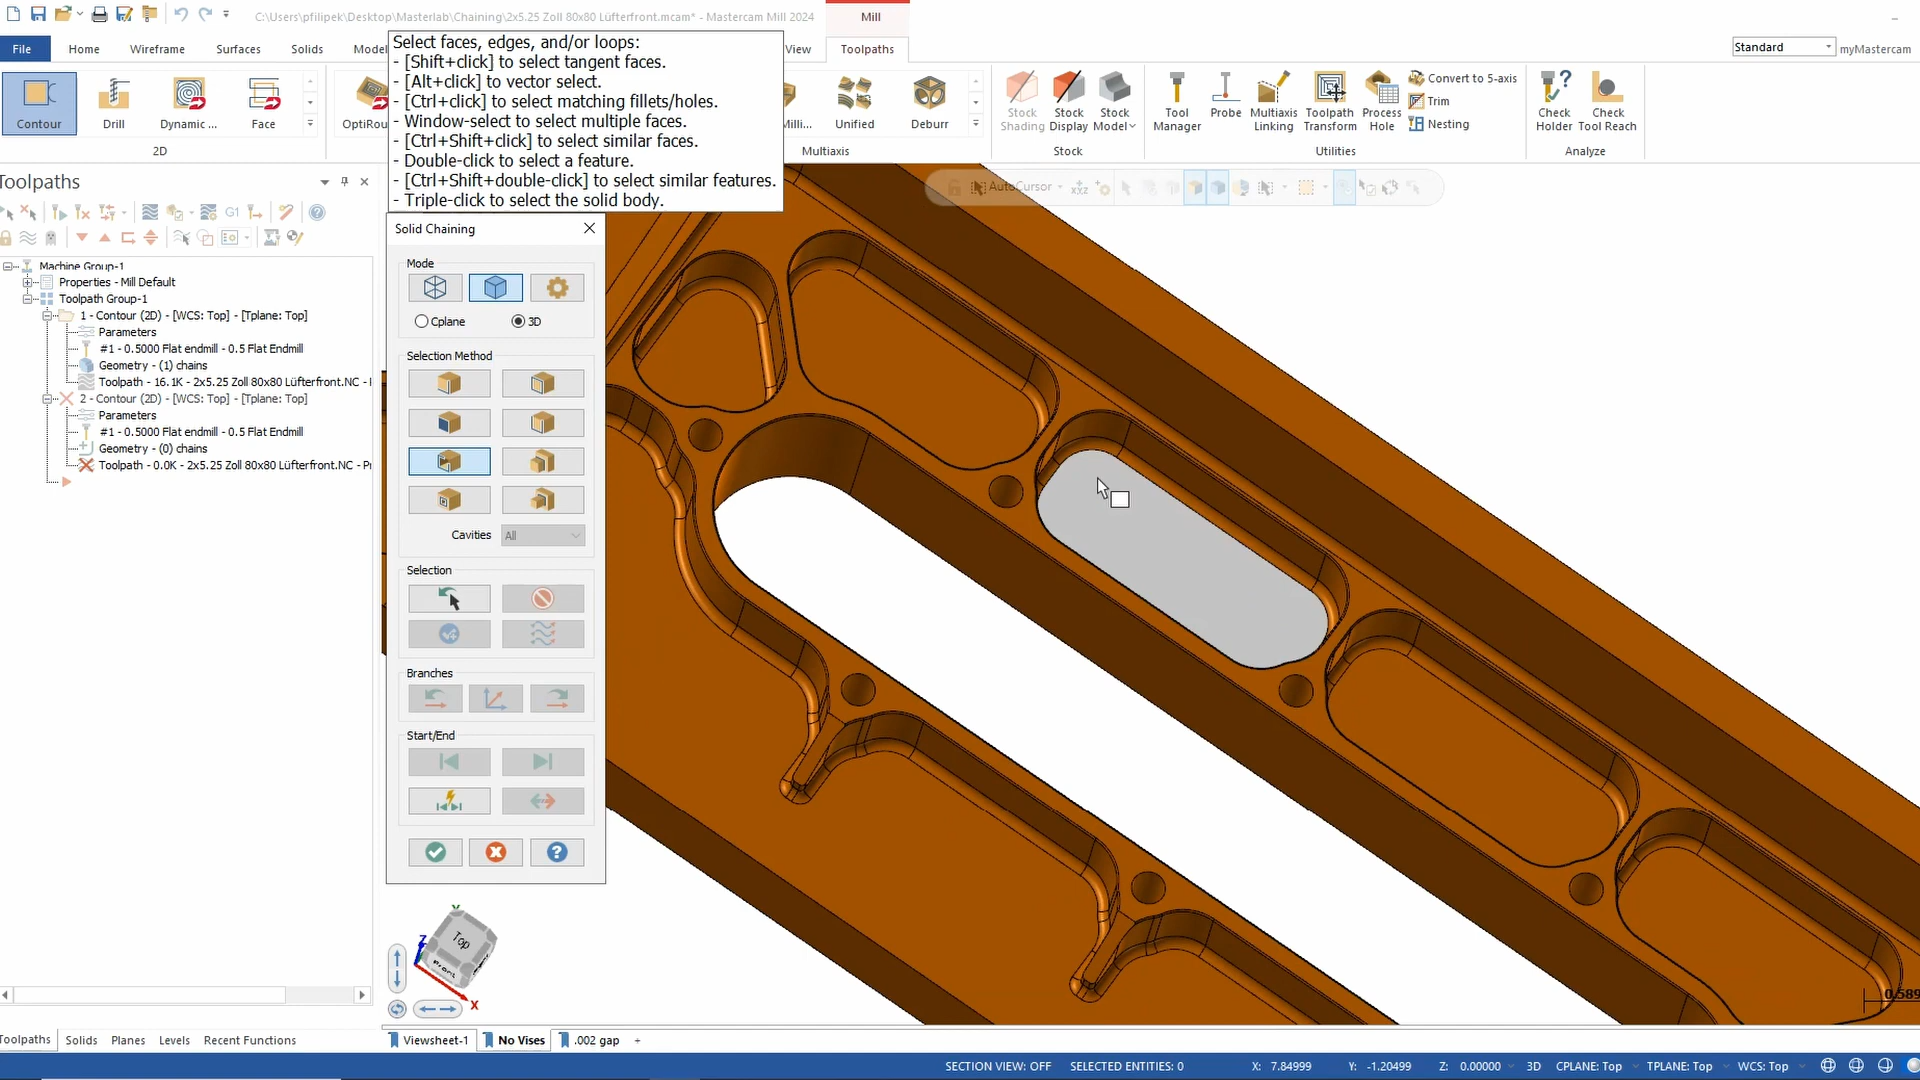 C:\Users\pfilipek\Desktop\Masterlab\Chaining\2x5.25 Zoll 80x80 Lüfterfront.mcam* - Mastercam Mill 2024
Mill
File
Home
Wireframe
Surfaces
Solids
Model
View
Toolpaths
Standard
myMastercam
Select faces, edges, and/or loops:
- [Shift+click] to select tangent faces.
- [Alt+click] to vector select.
- [Ctrl+click] to select matching fillets/holes.
- Window-select to select multiple faces.
- [Ctrl+Shift+click] to select similar faces.
- Double-click to select a feature.
- [Ctrl+Shift+double-click] to select similar features.
- Triple-click to select the solid body.
Contour
Drill
Dynamic ...
Face
OptiRou
Milli...
Unified
Deburr
Stock Shading
Stock Display
Stock Model
Tool Manager
Probe
Multiaxis Linking
Toolpath Transform
Process Hole
Convert to 5-axis
Trim
Nesting
Check Holder
Check Tool Reach
2D
Multiaxis
Stock
Utilities
Analyze
Toolpaths
G1
AutoCursor
xyz
Machine Group-1
Properties - Mill Default
Toolpath Group-1
1 - Contour (2D) - [WCS: Top] - [Tplane: Top]
Parameters
#1 - 0.5000 Flat endmill - 0.5 Flat Endmill
Geometry - (1) chains
Toolpath - 16.1K - 2x5.25 Zoll 80x80 Lüfterfront.NC -
2 - Contour (2D) - [WCS: Top] - [Tplane: Top]
Parameters
#1 - 0.5000 Flat endmill - 0.5 Flat Endmill
Geometry - (0) chains
Toolpath - 0.0K - 2x5.25 Zoll 80x80 Lüfterfront.NC - Pr
Solid Chaining
Mode
Cplane
3D
Selection Method
Cavities
All
Selection
Branches
Start/End
Y
Z
Top
Front
X
0.589
Toolpaths
Solids
Planes
Levels
Recent Functions
Viewsheet-1
No Vises
.002 gap
+
SECTION VIEW: OFF
SELECTED ENTITIES: 0
X: 7.84999
Y: -1.20499
Z: 0.00000
3D
CPLANE: Top
TPLANE: Top
WCS: Top